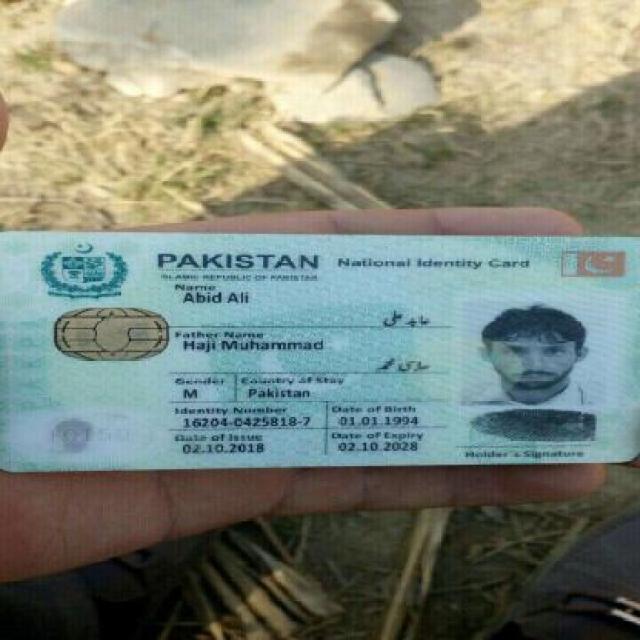 PAKISTAN National Identity Card
ISLAMIC REPUBLIC OF PAKISTAN
Name
Abid Ali
عابد علی
Father Name
Haji Muhammad
حاجی محمد
Gender Country of Stay
M Pakistan
Identity Number Date of Birth
16204-0425818-7 01.01.1994
Date of Issue Date of Expiry
02.10.2018 02.10.2028
Holder's Signature